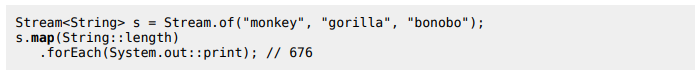 Stream<String> s = Stream.of("monkey", "gorilla", "bonobo");
s.map(String::length)
   .forEach(System.out::print); // 676